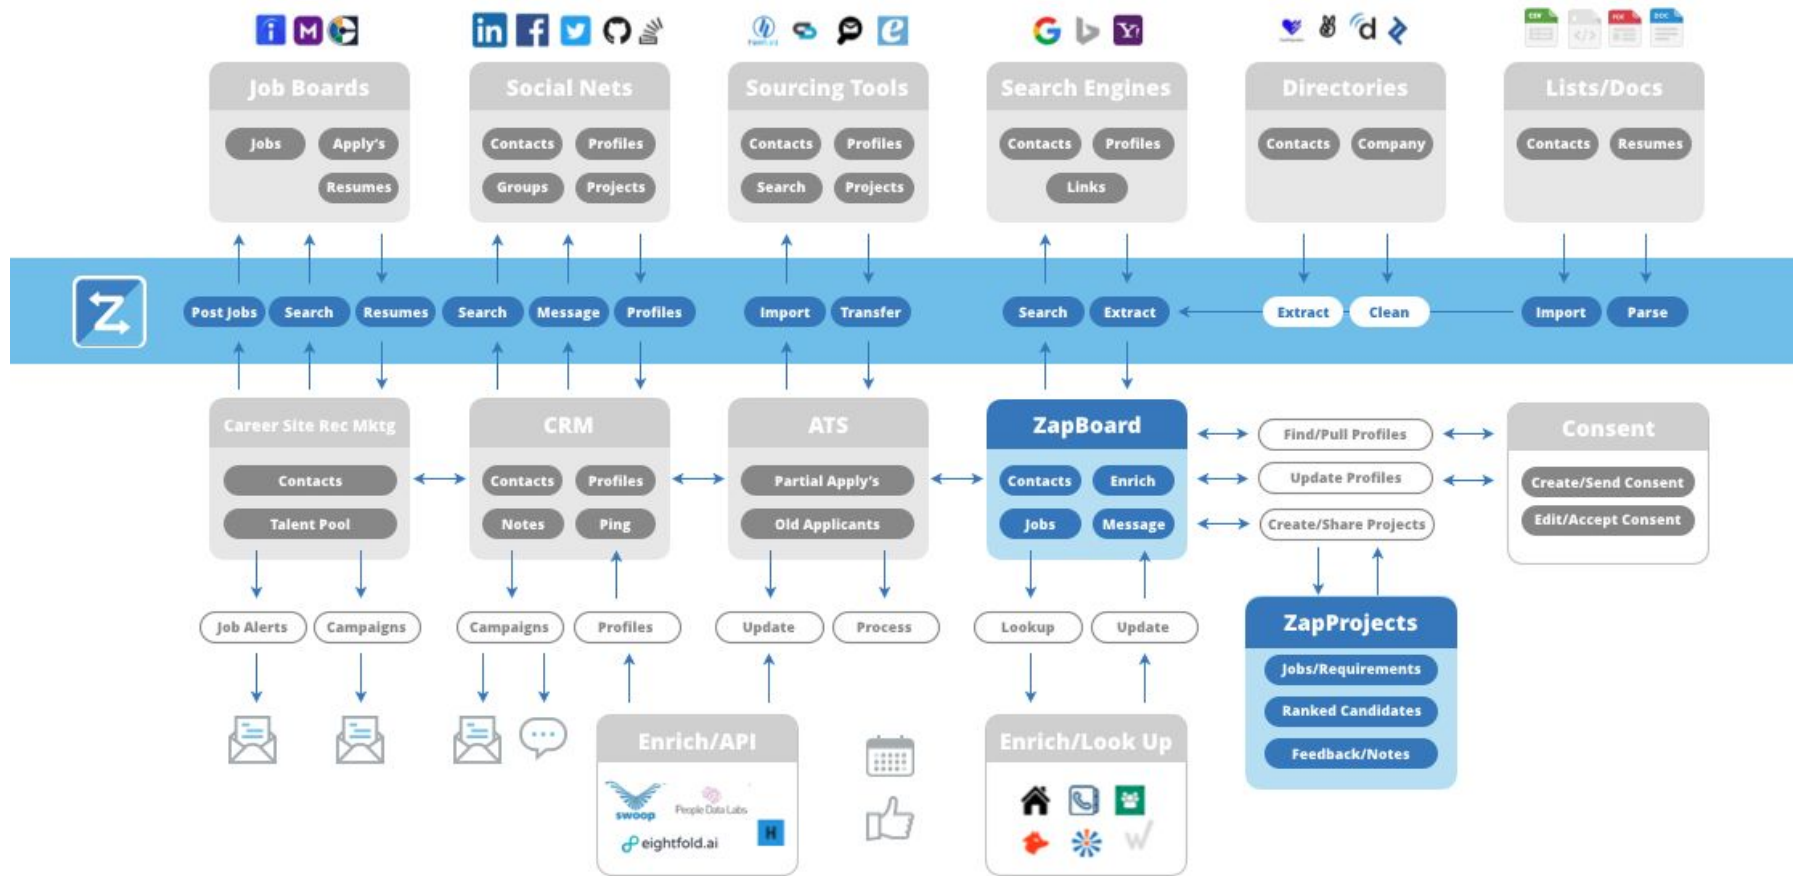 in
f
G
Y!
d
CSV
</>
PDF
DOC
Job Boards
Jobs
Apply's
Resumes
Social Nets
Contacts
Profiles
Groups
Projects
Sourcing Tools
Contacts
Profiles
Search
Projects
Search Engines
Contacts
Profiles
Links
Directories
Contacts
Company
Lists/Docs
Contacts
Resumes
Z
Post Jobs
Search
Resumes
Search
Message
Profiles
Import
Transfer
Search
Extract
Extract
Clean
Import
Parse
Career Site Rec Mktg
Contacts
Talent Pool
CRM
Contacts
Profiles
Notes
Ping
ATS
Partial Apply's
Old Applicants
ZapBoard
Contacts
Enrich
Jobs
Message
Find/Pull Profiles
Update Profiles
Create/Share Projects
Consent
Create/Send Consent
Edit/Accept Consent
Job Alerts
Campaigns
Campaigns
Profiles
Update
Process
Lookup
Update
ZapProjects
Jobs/Requirements
Ranked Candidates
Feedback/Notes
Enrich/API
swoop
People Data Labs
eightfold.ai
H
Enrich/Look Up